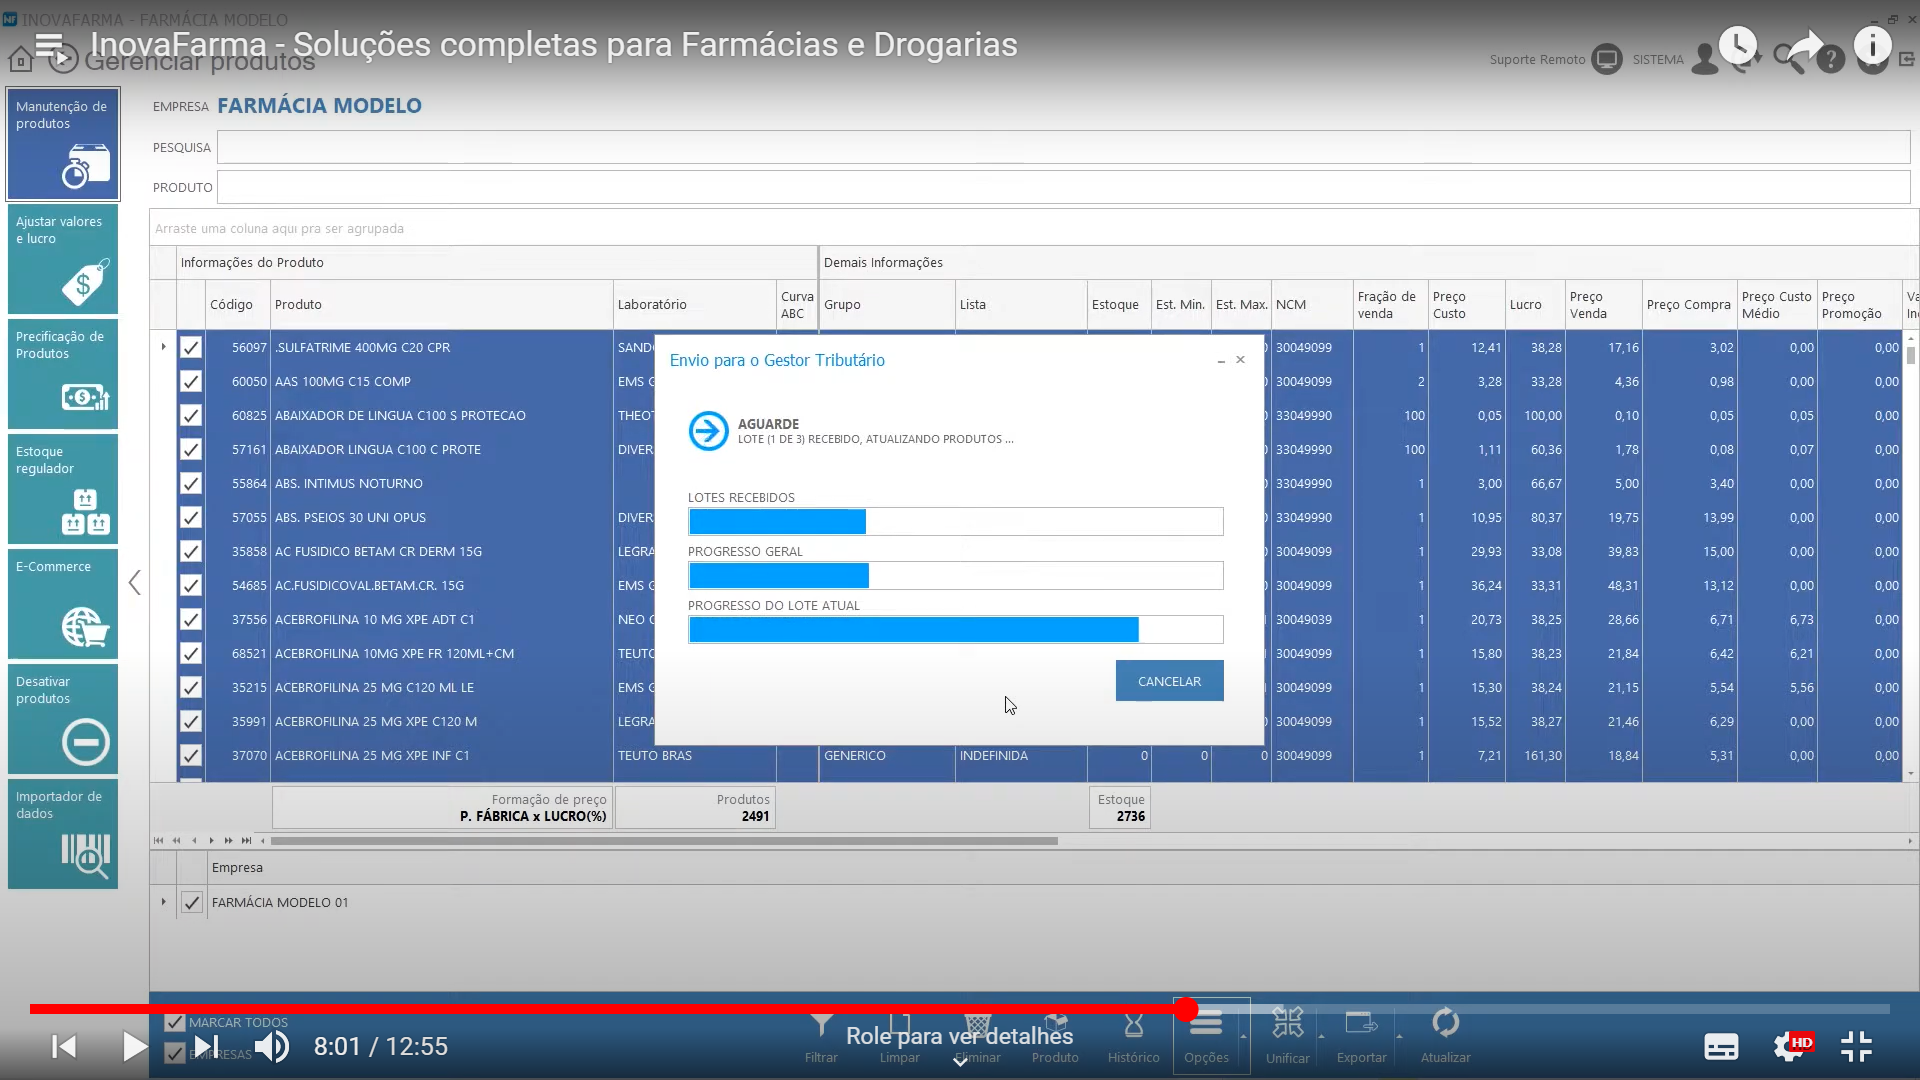 INOVAFARMA - FARMÁCIA MODELO
InovaFarma - Soluções completas para Farmácias e Drogarias
Gerenciar produtos
Suporte Remoto
SISTEMA
Manutenção de produtos
Ajustar valores e lucro
Precificação de Produtos
Estoque regulador
E-Commerce
Desativar produtos
Importador de dados
EMPRESA FARMÁCIA MODELO
PESQUISA
PRODUTO
Arraste uma coluna aqui pra ser agrupada
Informações do Produto Demais Informações
Código Produto Laboratório Curva ABC Grupo Lista Estoque Est. Min. Est. Max. NCM Fração de venda Preço Custo Lucro Preço Venda Preço Compra Preço Custo Médio Preço Promoção
56097 .SULFATRIME 400MG C20 CPR 30049099 1 12,41 38,28 17,16 3,02 0,00 0,00
60050 AAS 100MG C15 COMP EMS 30049099 2 3,28 33,28 4,36 0,98 0,00 0,00
60825 ABAIXADOR DE LINGUA C100 S PROTECAO 33049990 100 0,05 100,00 0,10 0,05 0,05 0,00
57161 ABAIXADOR LINGUA C100 C PROTE DIVER 33049990 100 1,11 60,36 1,78 0,08 0,07 0,00
55864 ABS. INTIMUS NOTURNO 33049990 1 3,00 66,67 5,00 3,40 0,00 0,00
57055 ABS. PSEIOS 30 UNI OPUS DIVER 33049990 1 10,95 80,37 19,75 13,99 0,00 0,00
35858 AC FUSIDICO BETAM CR DERM 15G LEGRA 30049099 1 29,93 33,08 39,83 15,00 0,00 0,00
54685 AC.FUSIDICOVAL.BETAM.CR. 15G EMS 30049099 1 36,24 33,31 48,31 13,12 0,00 0,00
37556 ACEBROFILINA 10 MG XPE ADT C1 NEO 30049039 1 20,73 38,25 28,66 6,71 6,73 0,00
68521 ACEBROFILINA 10MG XPE FR 120ML+CM TEUTO 30049099 1 15,80 38,23 21,84 6,42 6,21 0,00
35215 ACEBROFILINA 25 MG C120 ML LE EMS 30049099 1 15,30 38,24 21,15 5,54 5,56 0,00
35991 ACEBROFILINA 25 MG XPE C120 M LEGRA 30049099 1 15,52 38,27 21,46 6,29 0,00 0,00
37070 ACEBROFILINA 25 MG XPE INF C1 TEUTO BRAS GENERICO INDEFINIDA 0 0 0 30049099 1 7,21 161,30 18,84 5,31 0,00 0,00
Envio para o Gestor Tributário
AGUARDE
LOTE (1 DE 3) RECEBIDO, ATUALIZANDO PRODUTOS ...
LOTES RECEBIDOS
PROGRESSO GERAL
PROGRESSO DO LOTE ATUAL
CANCELAR
Formação de preço Produtos Estoque
P. FÁBRICA x LUCRO(%) 2491 2736
Empresa
FARMÁCIA MODELO 01
MARCAR TODOS
EMPRESAS
8:01 / 12:55
Role para ver detalhes
Filtrar Limpar Eliminar Produto Histórico Opções Unificar Exportar Atualizar
HD